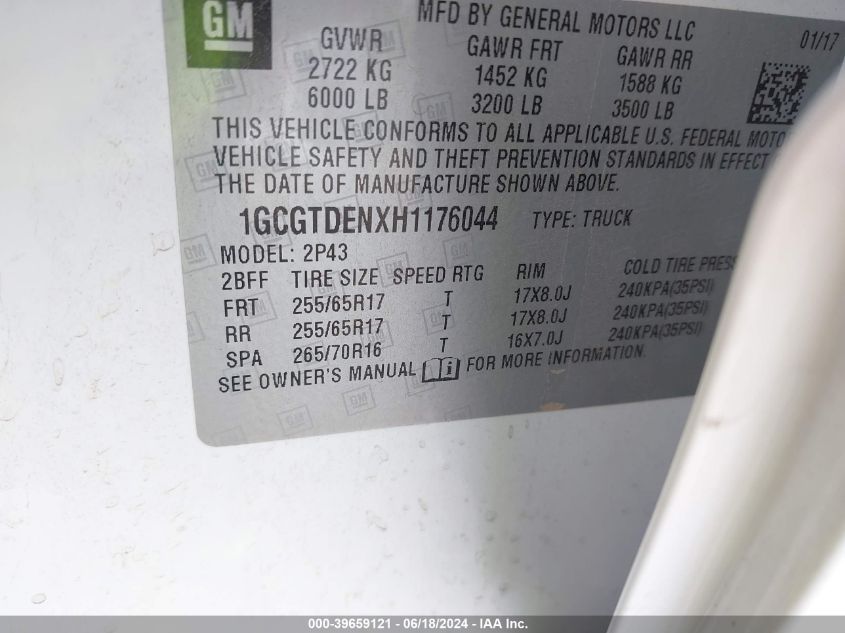 GM
MFD BY GENERAL MOTORS LLC
01/17
GVWR GAWR FRT GAWR RR
2722 KG 1452 KG 1588 KG
6000 LB 3200 LB 3500 LB
THIS VEHICLE CONFORMS TO ALL APPLICABLE U.S. FEDERAL MOTO
VEHICLE SAFETY AND THEFT PREVENTION STANDARDS IN EFFECT
THE DATE OF MANUFACTURE SHOWN ABOVE.
1GCGTDENXH1176044 TYPE: TRUCK
MODEL: 2P43
2BFF TIRE SIZE SPEED RTG RIM COLD TIRE PRESS
FRT 255/65R17 T 17X8.0J 240KPA(35PSI)
RR 255/65R17 T 17X8.0J 240KPA(35PSI)
SPA 265/70R16 T 16X7.0J 240KPA(35PSI)
SEE OWNER'S MANUAL i FOR MORE INFORMATION.
000-39659121 - 06/18/2024 - IAA Inc.